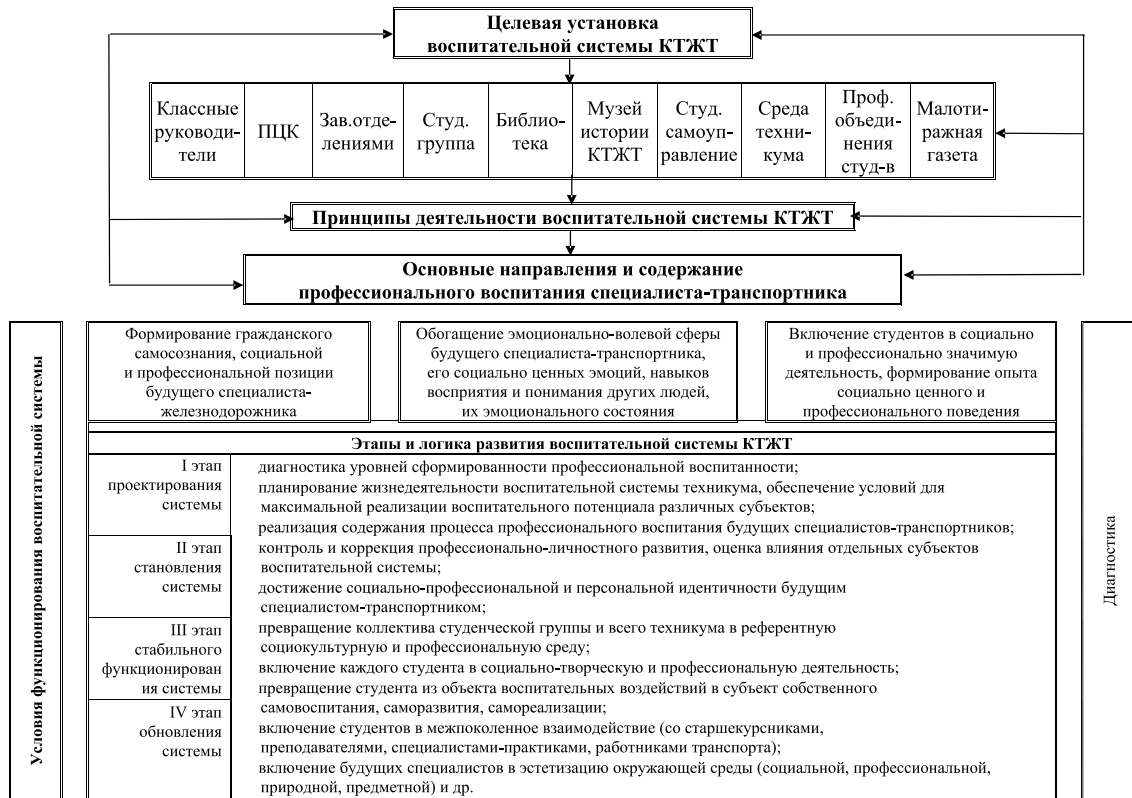 Целевая установка
воспитательной системы КТЖТ
Классные
руководи-
тели
ПЦК
Зав.отде-
лениями
Студ.
группа
Библио-
тека
Музей
истории
КТЖТ
Студ.
самоуп-
равление
Среда
техни-
кума
Проф.
объеди-
нения
студ-в
Малоти-
ражная
газета
Принципы деятельности воспитательной системы КТЖТ
Основные направления и содержание
профессионального воспитания специалиста-транспортника
Условия функционирования воспитательной системы
Формирование гражданского
самосознания, социальной
и профессиональной позиции
будущего специалиста-
железнодорожника
Обогащение эмоционально-волевой сферы
будущего специалиста-транспортника,
его социально ценных эмоций, навыков
восприятия и понимания других людей,
их эмоционального состояния
Включение студентов в социально
и профессионально значимую
деятельность, формирование опыта
социально ценного и
профессионального поведения
Этапы и логика развития воспитательной системы КТЖТ
I этап
проектирования
системы
II этап
становления
системы
III этап
стабильного
функционирован
ия системы
IV этап
обновления
системы
диагностика уровней сформированности профессиональной воспитанности;
планирование жизнедеятельности воспитательной системы техникума, обеспечение условий для
максимальной реализации воспитательного потенциала различных субъектов;
реализация содержания процесса профессионального воспитания будущих специалистов-транспортников;
контроль и коррекция профессионально-личностного развития, оценка влияния отдельных субъектов
воспитательной системы;
достижение социально-профессиональной и персональной идентичности будущим
специалистом-транспортником;
превращение коллектива студенческой группы и всего техникума в референтную
социокультурную и профессиональную среду;
включение каждого студента в социально-творческую и профессиональную деятельность;
превращение студента из объекта воспитательных воздействий в субъект собственного
самовоспитания, саморазвития, самореализации;
включение студентов в межпоколенное взаимодействие (со старшекурсниками,
преподавателями, специалистами-практиками, работниками транспорта);
включение будущих специалистов в эстетизацию окружающей среды (социальной, профессиональной,
природной, предметной) и др.
Диагностика